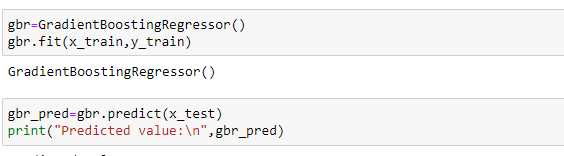 gbr=GradientBoostingRegressor()
gbr.fit(x_train,y_train)
GradientBoostingRegressor()
gbr_pred=gbr.predict(x_test)
print("Predicted value:\n",gbr_pred)